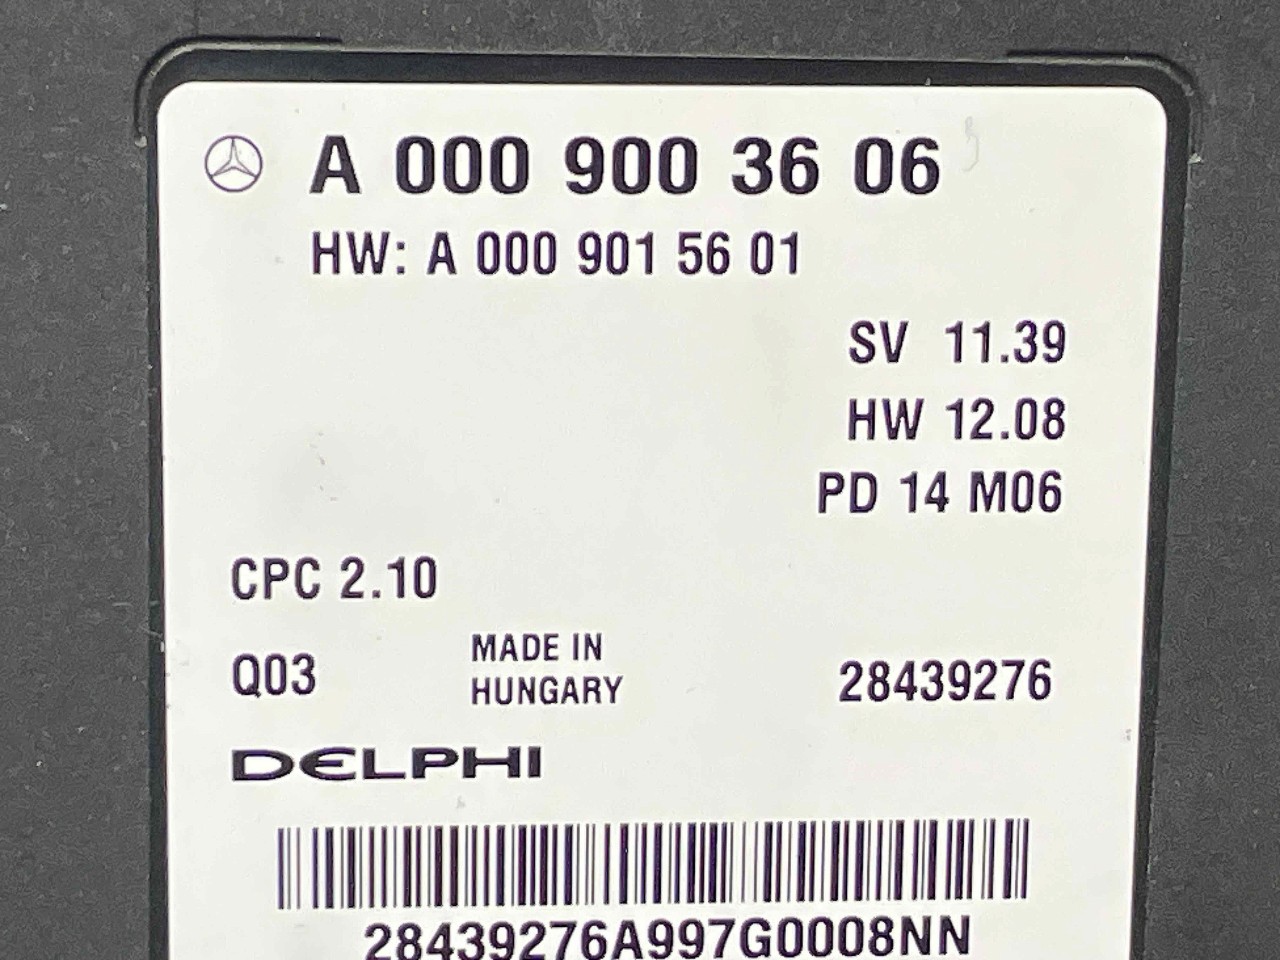 A 000 900 36 06
HW: A 000 901 56 01
SV 11.39
HW 12.08
PD 14 M06
CPC 2.10
Q03
MADE IN
HUNGARY
28439276
DELPHI
28439276A997G0008NN